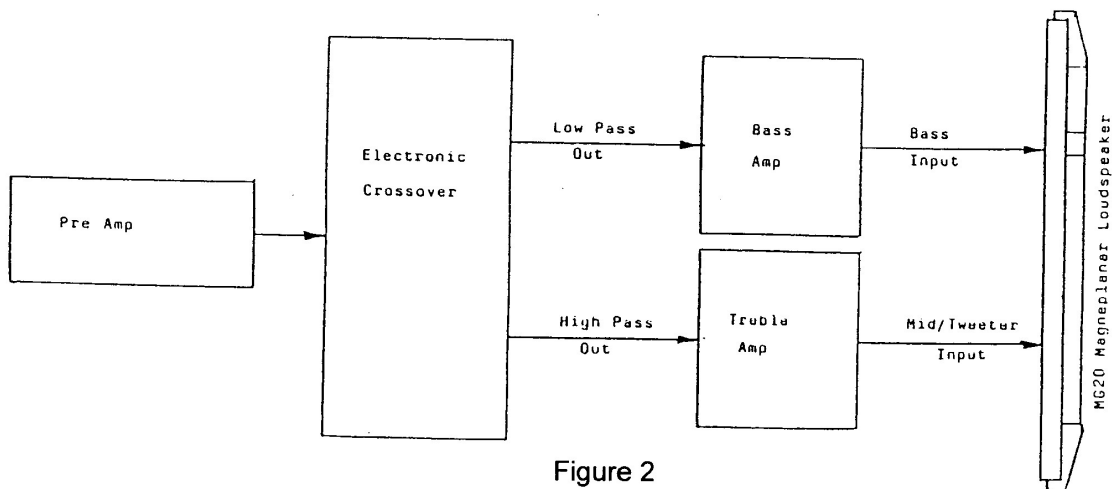 Pre Amp
Electronic
Crossover
Low Pass
Out
High Pass
Out
Bass
Amp
Treble
Amp
Bass
Input
Mid/Tweeter
Input
MG20 Magneplanar Loudspeaker
Figure 2